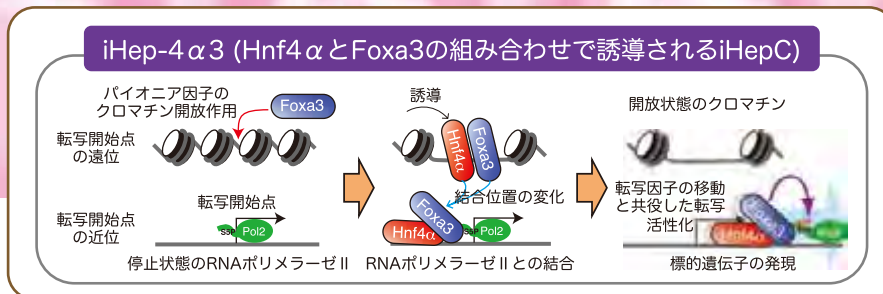 iHep-4α3 (Hnf4αとFoxa3の組み合わせで誘導されるiHepC)
パイオニア因子の
クロマチン開放作用
Foxa3
転写開始点
の遠位
転写開始点
の近位
転写開始点
SSP
Pol2
停止状態のRNAポリメラーゼⅡ
誘導
Hnf4α
Foxa3
結合位置の変化
Hnf4α
Foxa3
SSP
Pol2
RNAポリメラーゼⅡとの結合
開放状態のクロマチン
転写因子の移動
と共役した転写
活性化
Hnf4α
Foxa3
標的遺伝子の発現